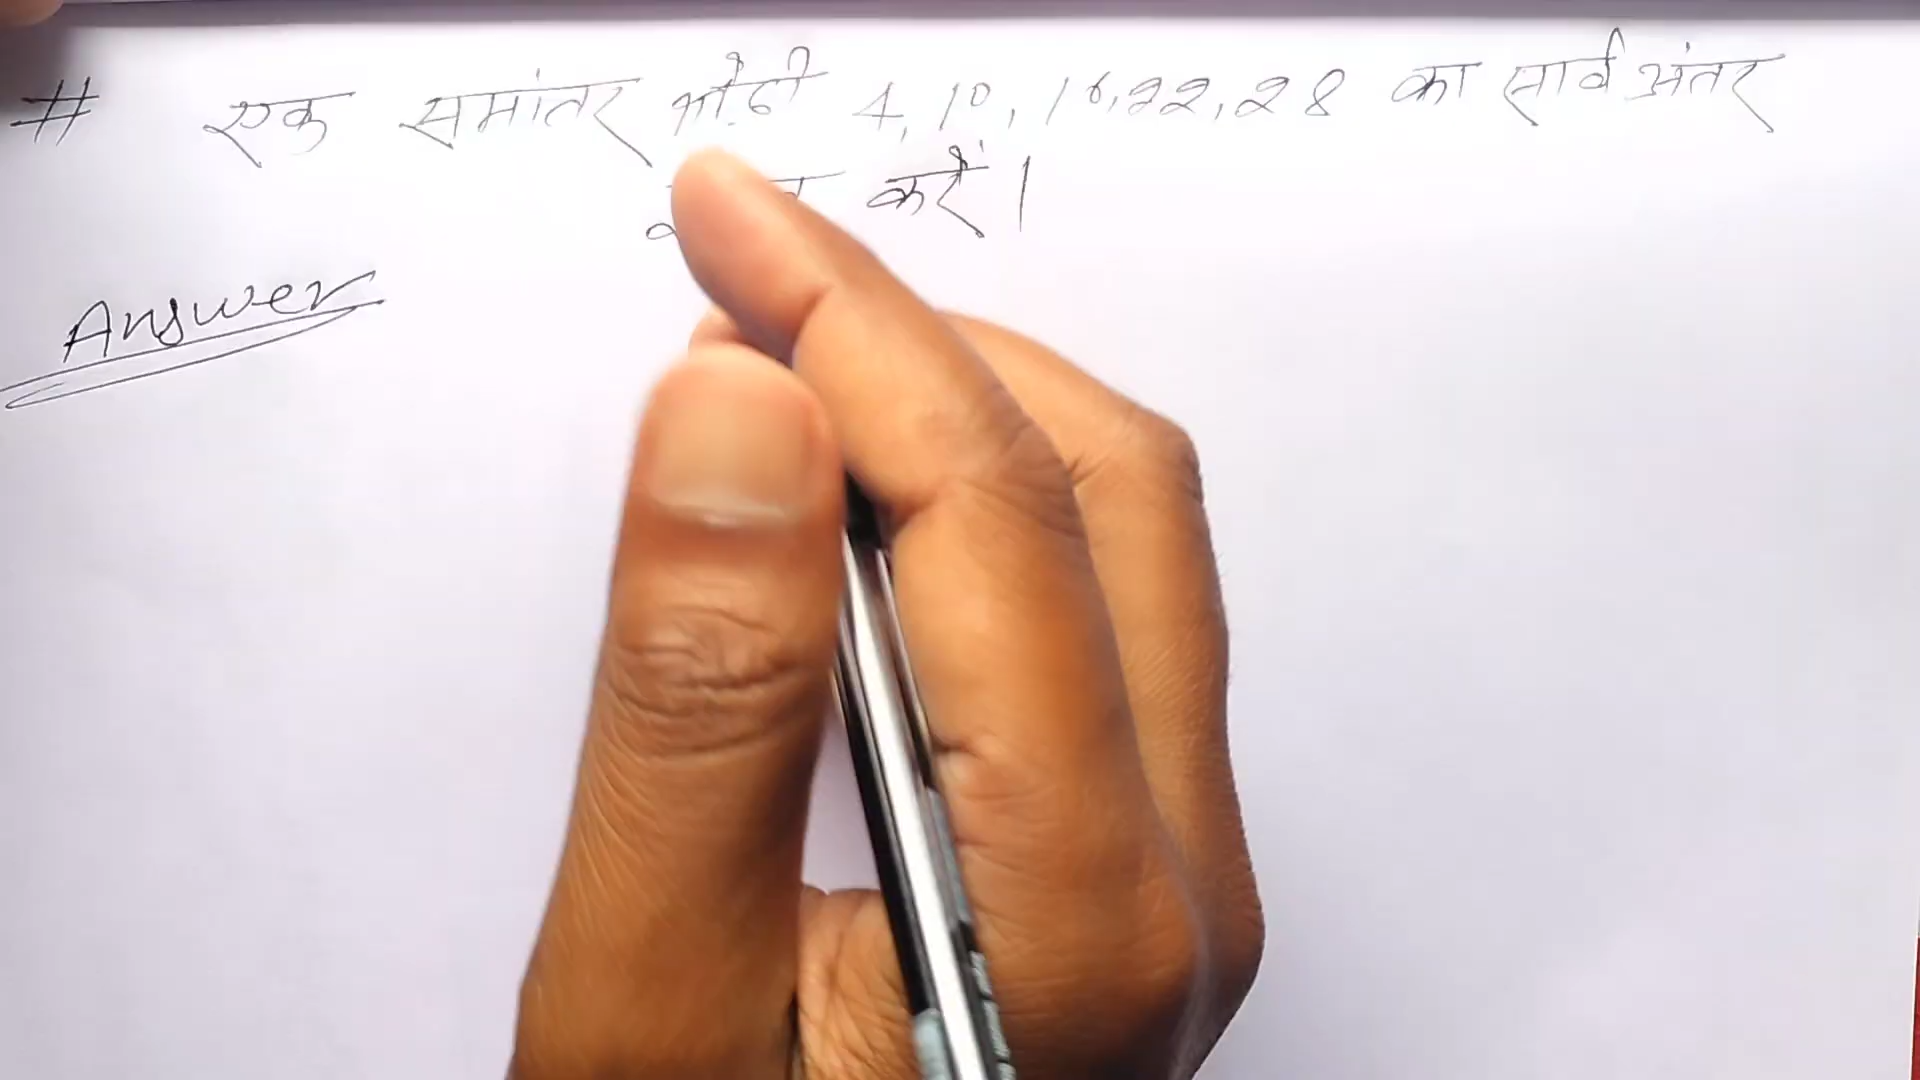 # एक समांतर श्रेढ़ी 4, 10, 16, 22, 28 का सार्व अंतर
करें।
Answer